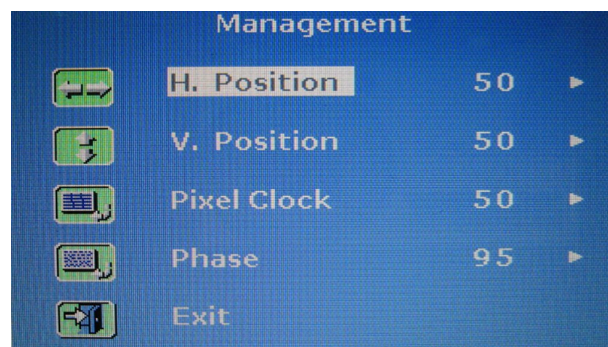 Management
H. Position 50
V. Position 50
Pixel Clock 50
Phase 95
Exit